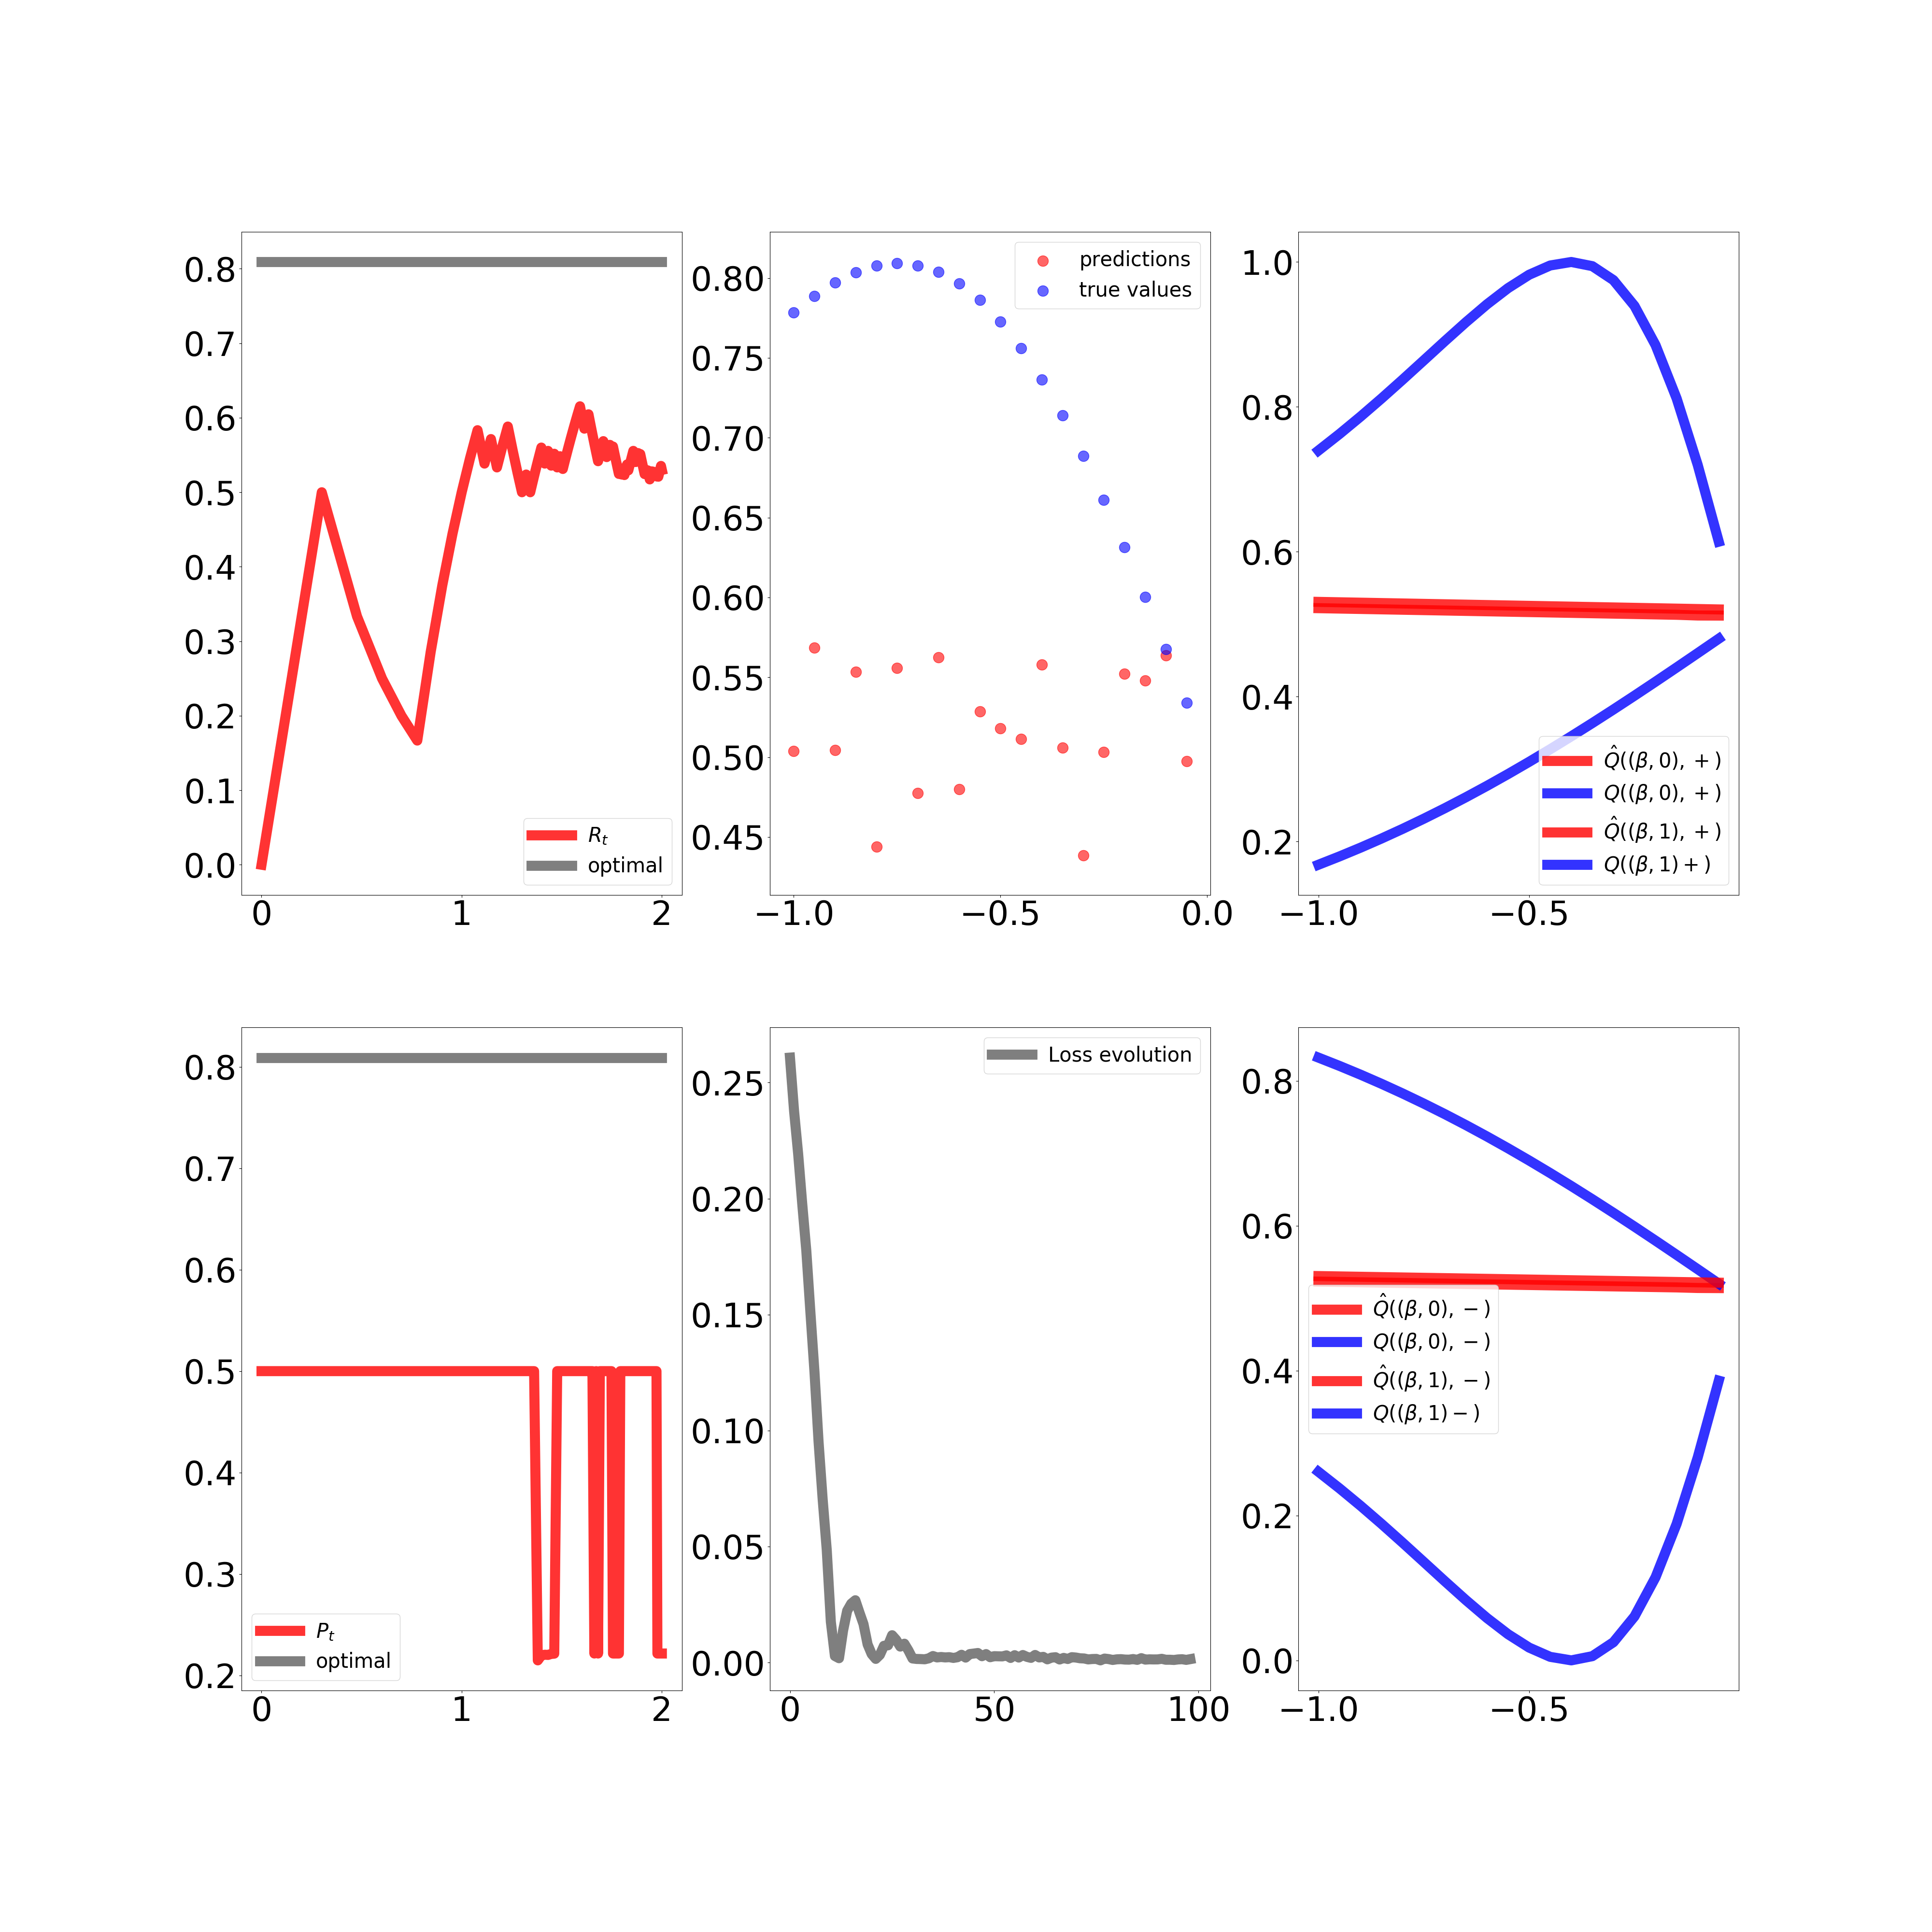 0.8
0.7
0.6
0.5
0.4
0.3
0.2
0.1
0.0
0 1 2
R_t
optimal
0.80
0.75
0.70
0.65
0.60
0.55
0.50
0.45
−1.0 −0.5 0.0
predictions
true values
1.0
0.8
0.6
0.4
0.2
−1.0 −0.5
Q̂((β, 0), +)
Q((β, 0), +)
Q̂((β, 1), +)
Q((β, 1)+)
0.8
0.7
0.6
0.5
0.4
0.3
0.2
0 1 2
P_t
optimal
0.25
0.20
0.15
0.10
0.05
0.00
0 50 100
Loss evolution
0.8
0.6
0.4
0.2
0.0
−1.0 −0.5
Q̂((β, 0), −)
Q((β, 0), −)
Q̂((β, 1), −)
Q((β, 1)−)